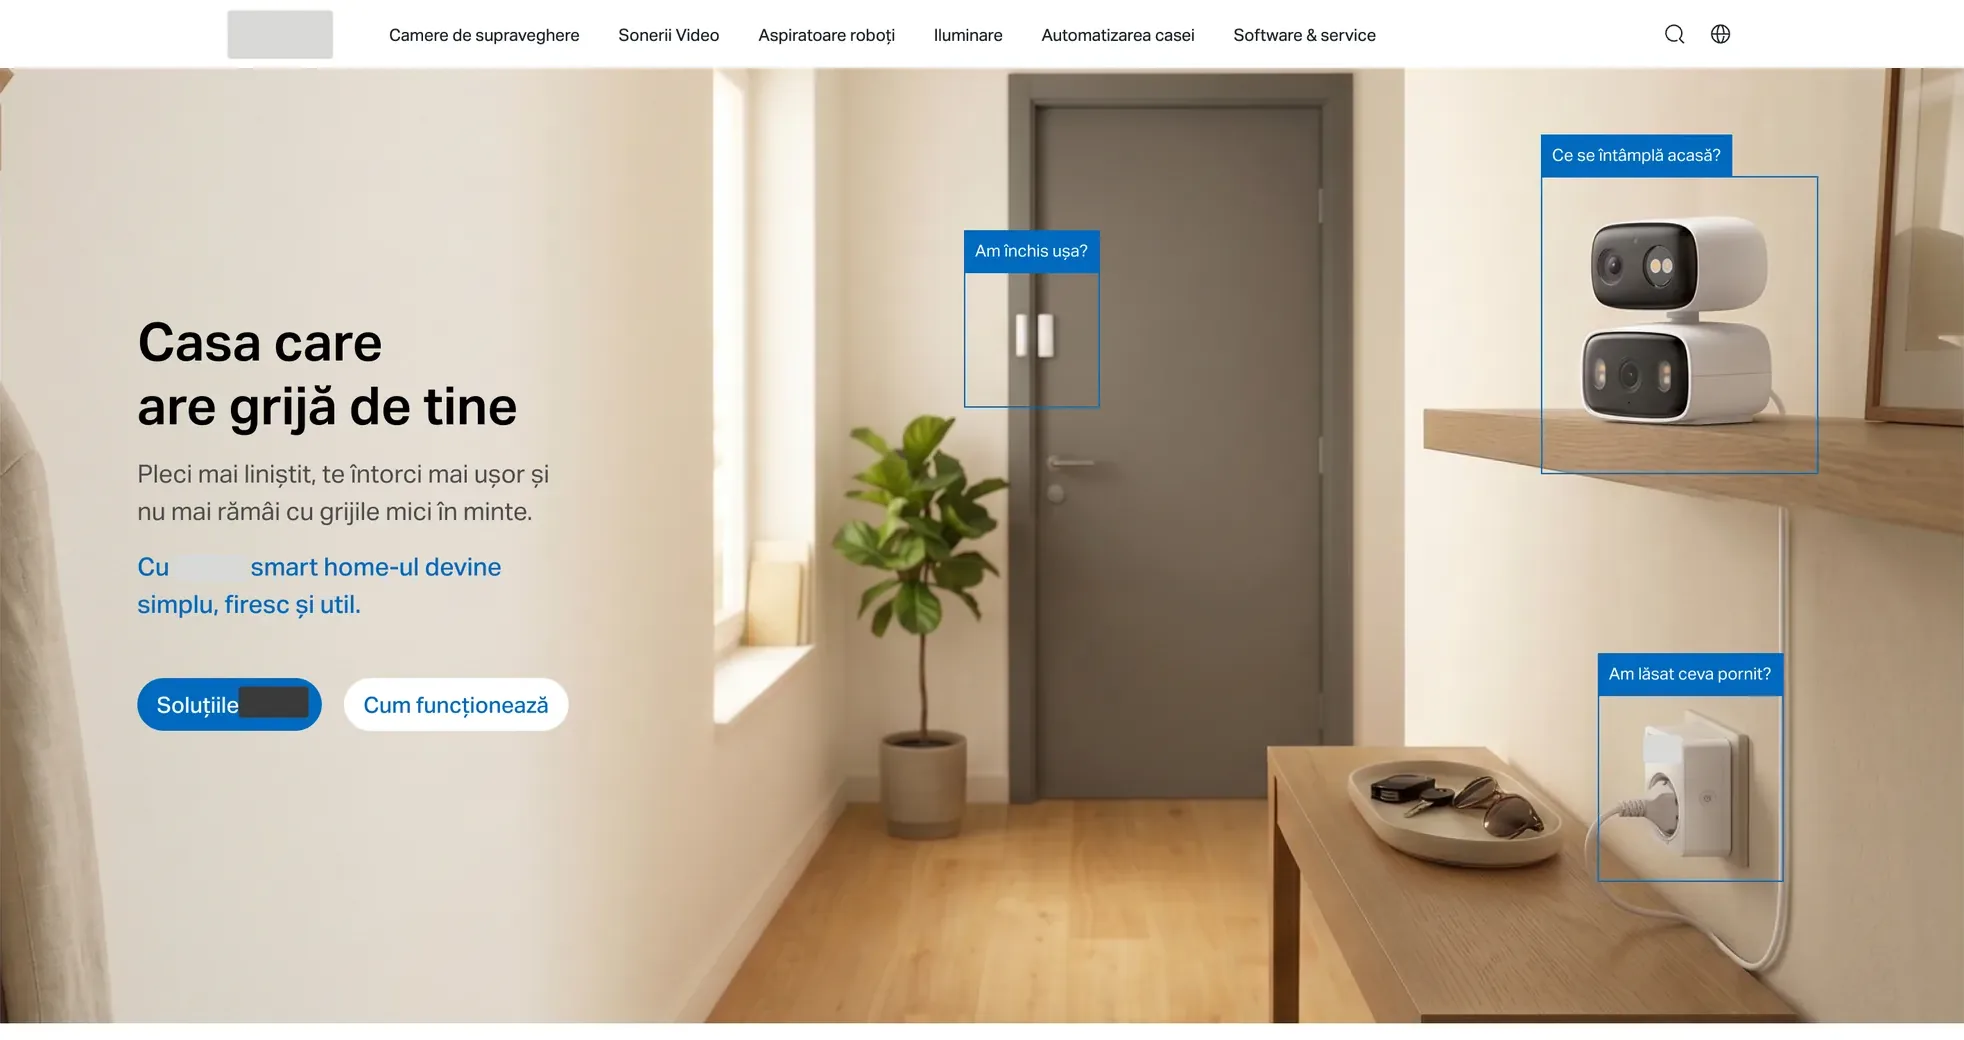 Camere de supraveghere
Sonerii Video
Aspiratoare roboți
Iluminare
Automatizarea casei
Software & service
Ce se întâmplă acasă?
Am închis ușa?
Casa care
are grijă de tine
Pleci mai liniștit, te întorci mai ușor și
nu mai rămâi cu grijile mici în minte.
Cu smart home-ul devine
simplu, firesc și util.
Am lăsat ceva pornit?
Soluțiile
Cum funcționează